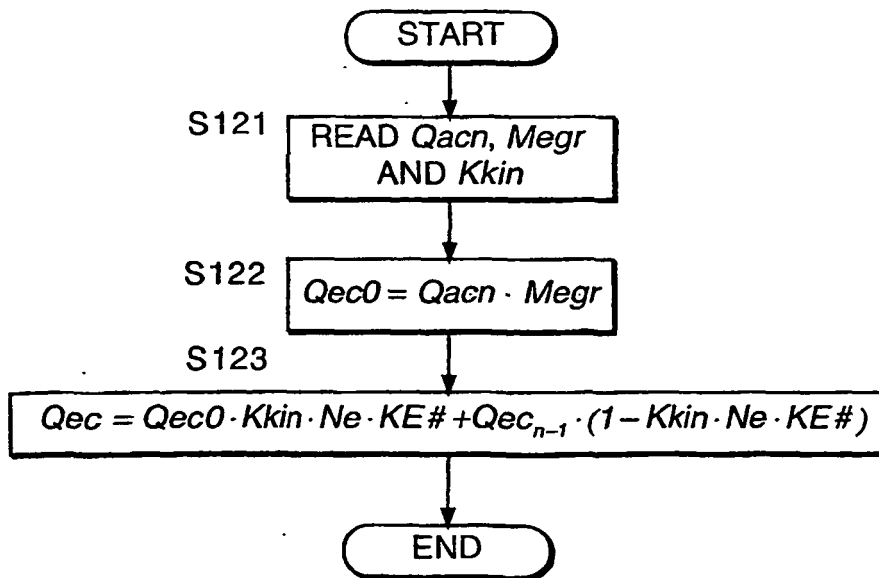 START
S121
READ Qacn, Megr
AND Kkin
S122
Qec0 = Qacn · Megr
S123
Qec = Qec0 · Kkin · Ne · KE# +Qecₙ₋₁ · (1 – Kkin · Ne · KE#)
END